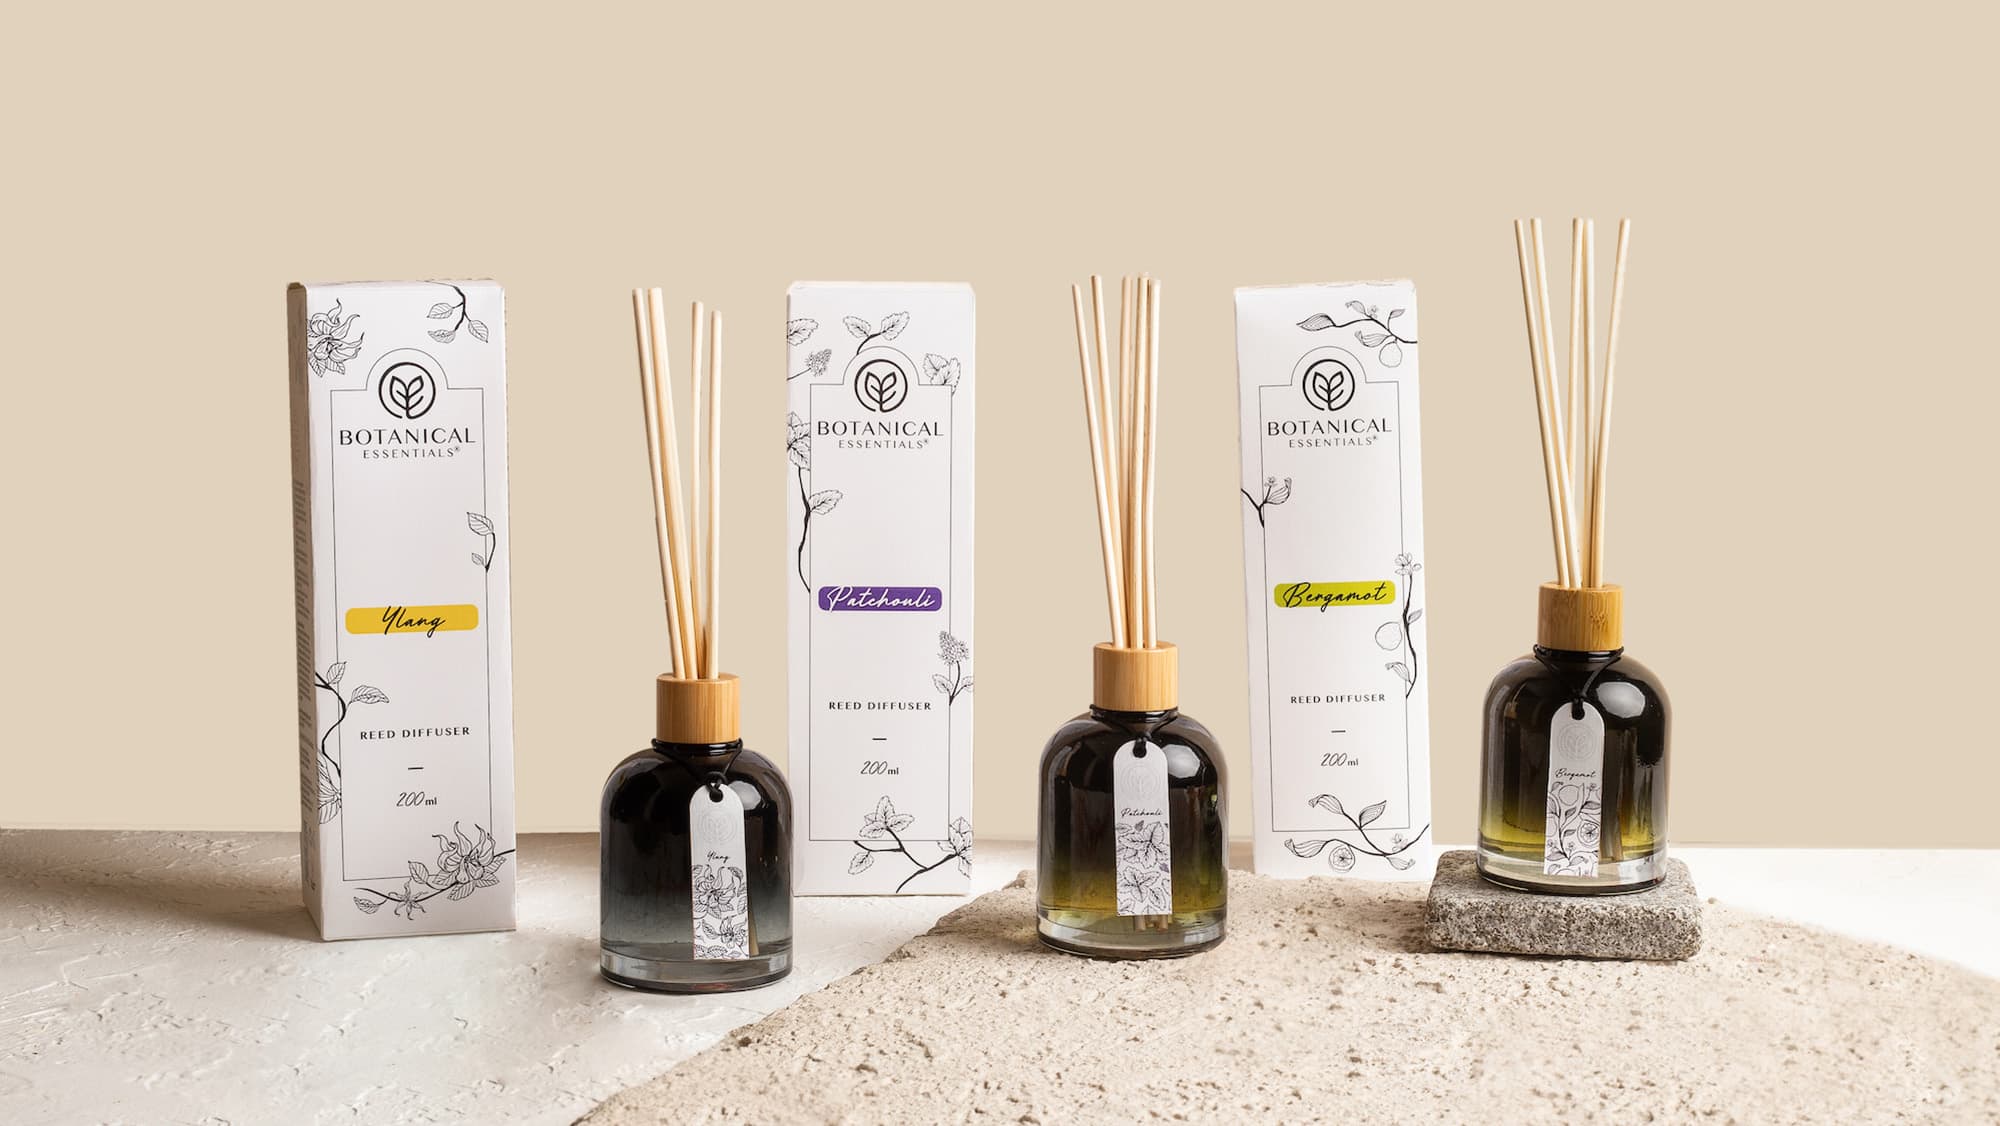 BOTANICAL
ESSENTIALS®
Ylang
REED DIFFUSER
200ml
Ylang
BOTANICAL
ESSENTIALS®
Patchouli
REED DIFFUSER
200ml
Patchouli
BOTANICAL
ESSENTIALS®
Bergamot
REED DIFFUSER
200ml
Bergamot